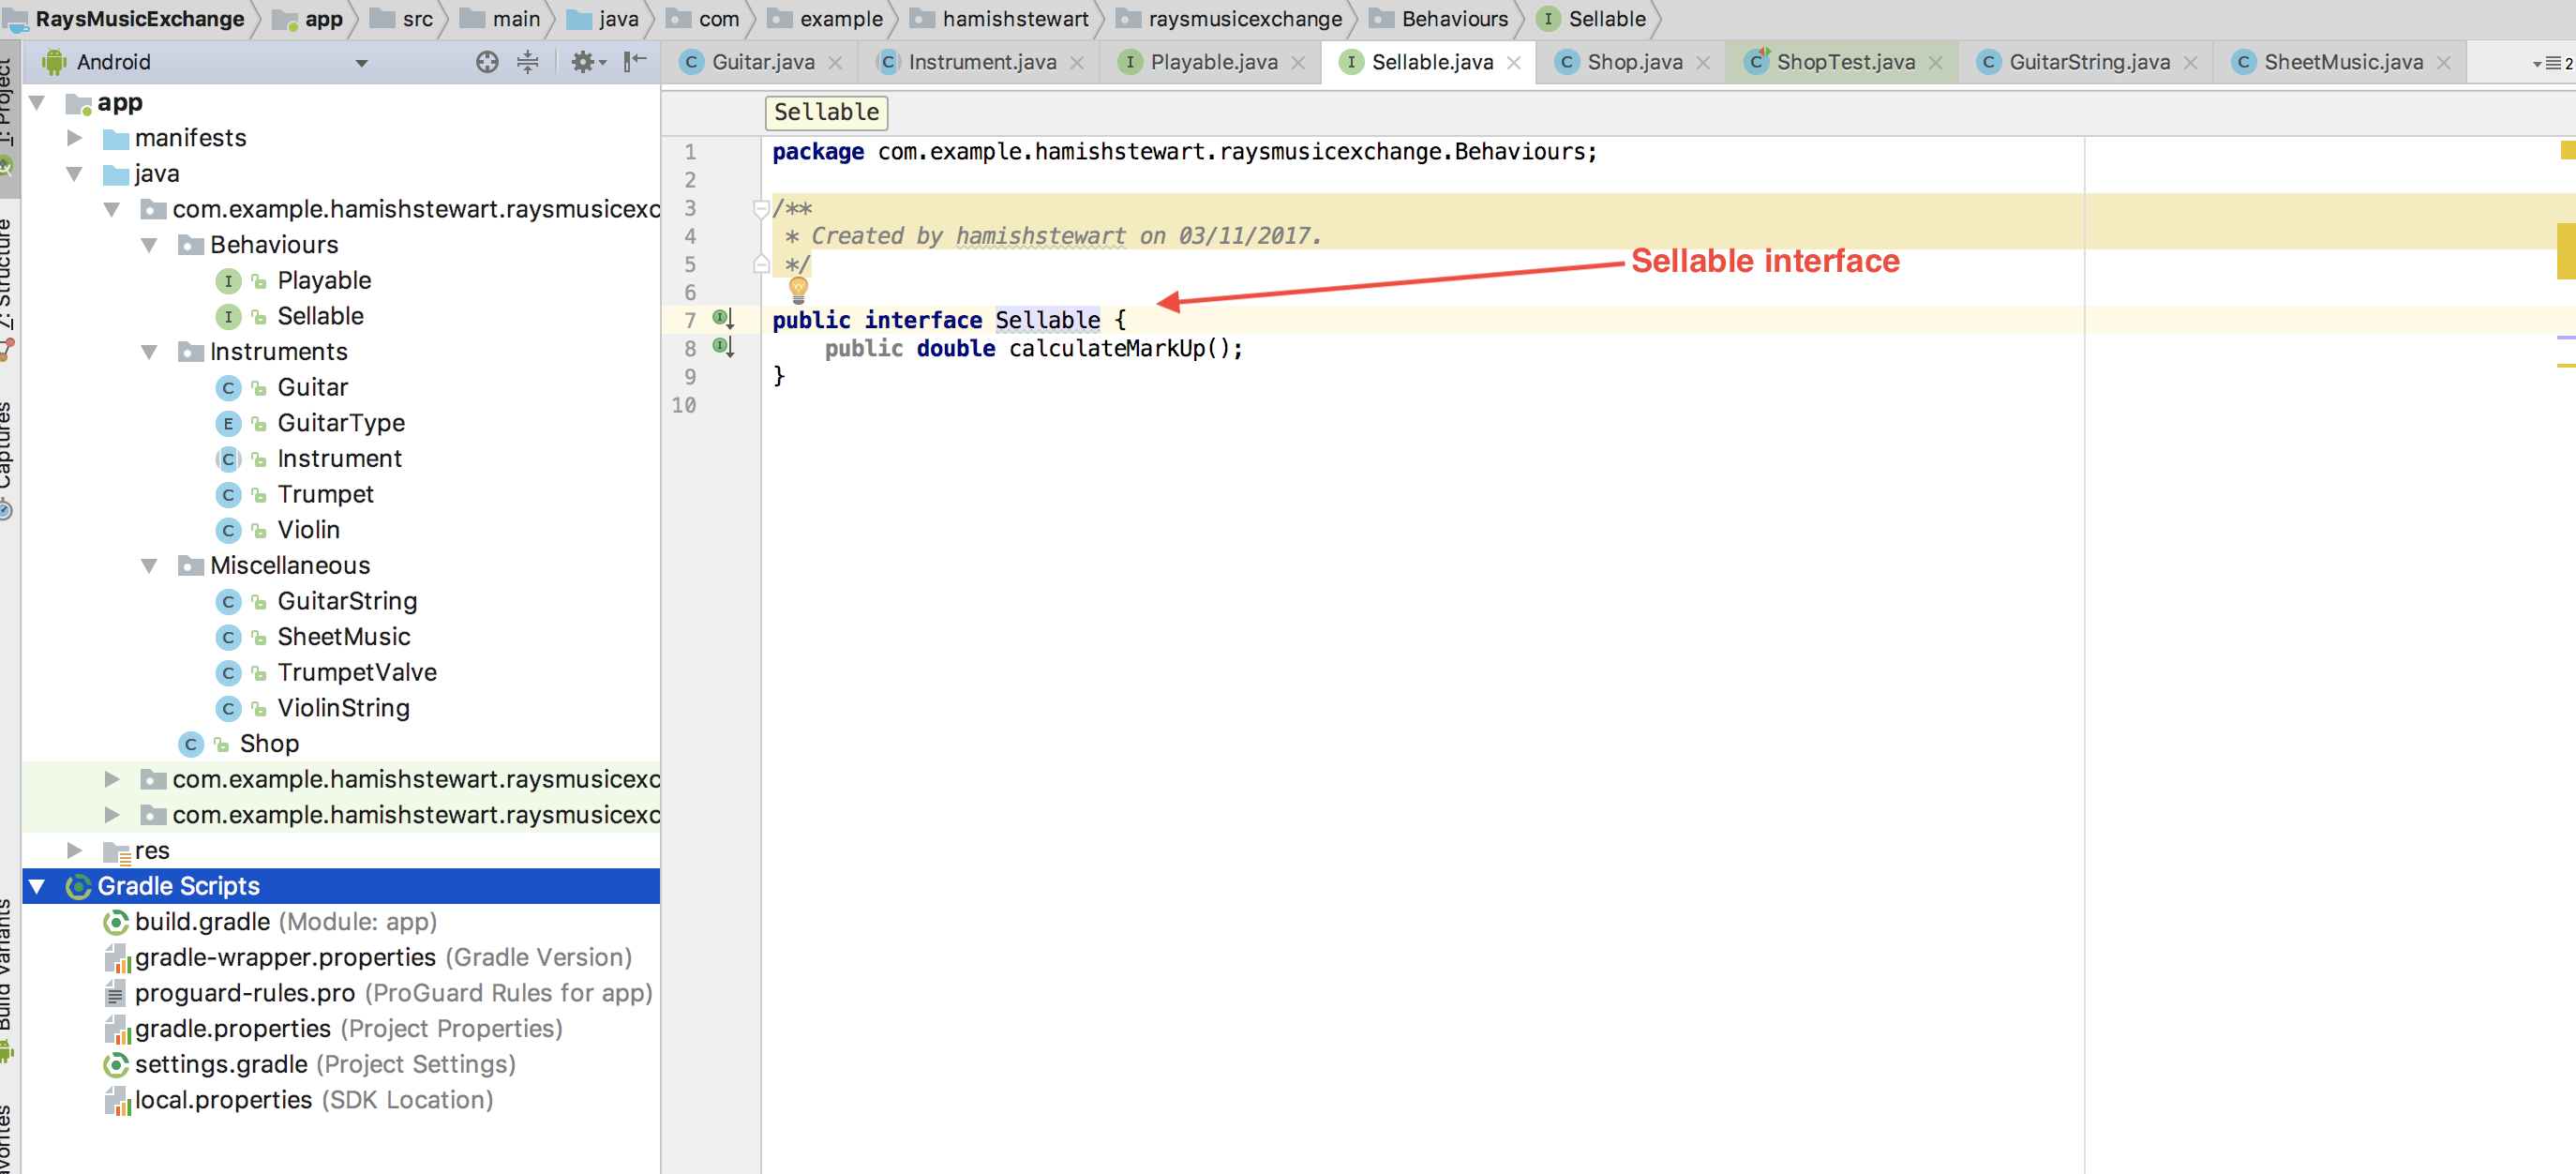 RaysMusicExchange app src main java com example hamishstewart raysmusicexchange Behaviours Sellable
Android
Guitar.java Instrument.java Playable.java Sellable.java Shop.java ShopTest.java GuitarString.java SheetMusic.java 2
1: Project
Z: Structure
Captures
Build Variants
app
manifests
java
com.example.hamishstewart.raysmusicexc
Behaviours
Playable
Sellable
Instruments
Guitar
GuitarType
Instrument
Trumpet
Violin
Miscellaneous
GuitarString
SheetMusic
TrumpetValve
ViolinString
Shop
com.example.hamishstewart.raysmusicexc
com.example.hamishstewart.raysmusicexc
res
Gradle Scripts
build.gradle (Module: app)
gradle-wrapper.properties (Gradle Version)
proguard-rules.pro (ProGuard Rules for app)
gradle.properties (Project Properties)
settings.gradle (Project Settings)
local.properties (SDK Location)
Sellable
1 package com.example.hamishstewart.raysmusicexchange.Behaviours;
2
3 /**
4 * Created by hamishstewart on 03/11/2017.
5 */
Sellable interface
6
7 public interface Sellable {
8 public double calculateMarkUp();
9 }
10